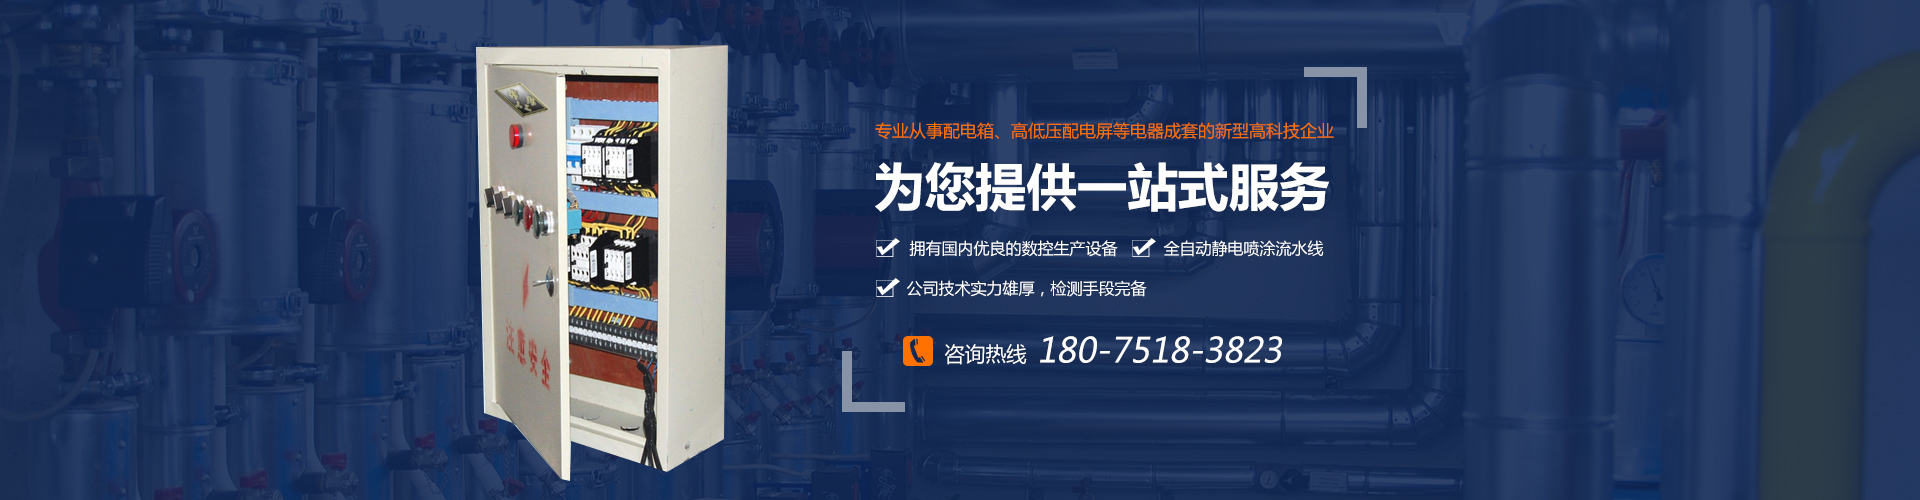 专业从事配电箱、高低压配电屏等电器成套的新型高科技企业
为您提供一站式服务
拥有国内优良的数控生产设备 全自动静电喷涂流水线
公司技术实力雄厚，检测手段完备
咨询热线 180-7518-3823
注意安全